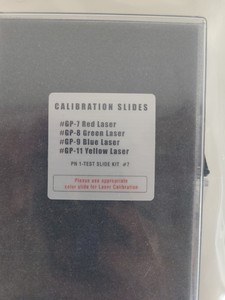 CALIBRATION SLIDES
#GP-7 Red Laser
#GP-8 Green Laser
#GP-9 Blue Laser
#GP-11 Yellow Laser
PN 1-TEST SLIDE KIT #7
Please use appropriate
color slide for Laser Calibration